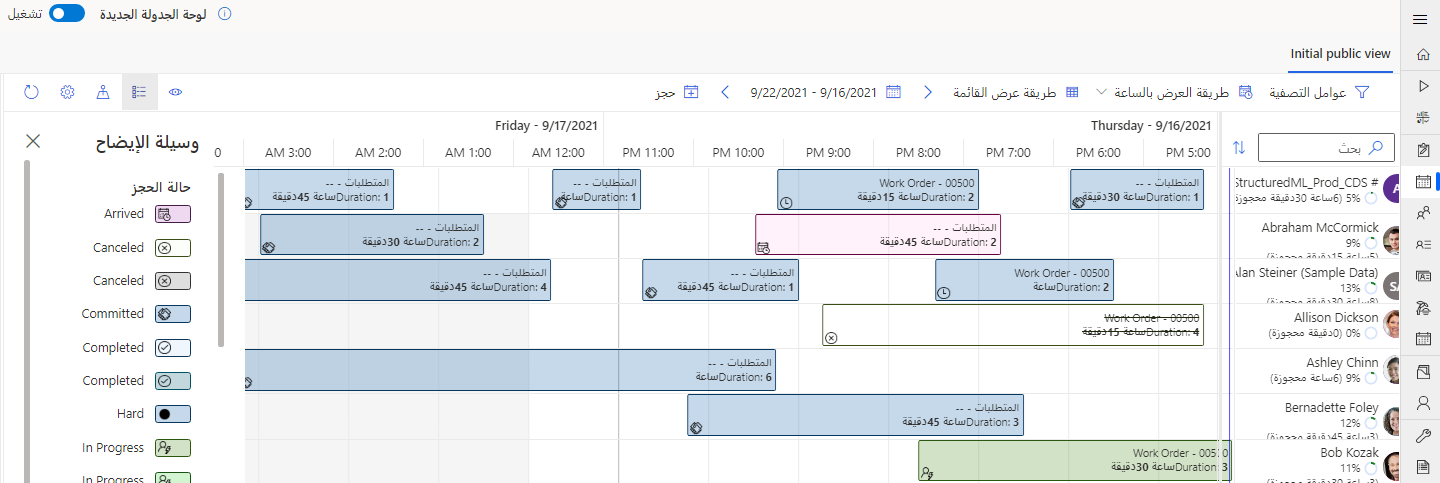 لوحة الجدولة الجديدة
تشغيل
Initial public view
عوامل التصفية
طريقة العرض بالساعة
طريقة عرض القائمة
9/22/2021 - 9/16/2021
حجز
Thursday - 9/16/2021
Friday - 9/17/2021
بحث
PM 5:00
PM 6:00
PM 7:00
PM 8:00
PM 9:00
PM 10:00
PM 11:00
AM 12:00
AM 1:00
AM 2:00
AM 3:00
0
StructuredML_Prod_CDS #
5% (6ساعة 30دقيقة محجوزة)
المتطلبات - --
Duration: 1ساعة 30دقيقة
Work Order - 00500
Duration: 2ساعة 15دقيقة
المتطلبات - --
Duration: 1ساعة
المتطلبات - --
Duration: 1ساعة 45دقيقة
Abraham McCormick
9%
(5ساعة 15دقيقة محجوزة)
المتطلبات - --
Duration: 2ساعة 45دقيقة
المتطلبات - --
Duration: 2ساعة 30دقيقة
Alan Steiner (Sample Data)
13%
(8ساعة 30دقيقة محجوزة)
Work Order - 00500
Duration: 2ساعة
المتطلبات - --
Duration: 1ساعة 45دقيقة
المتطلبات - --
Duration: 4ساعة 45دقيقة
Allison Dickson
0% (0دقيقة محجوزة)
Work Order - 00500
Duration: 4ساعة 15دقيقة
Ashley Chinn
9% (6ساعة محجوزة)
المتطلبات - --
Duration: 6ساعة
Bernadette Foley
12%
(3ساعة 45دقيقة محجوزة)
المتطلبات - --
Duration: 3ساعة 45دقيقة
Bob Kozak
11%
Work Order - 00500
Duration: 3ساعة 30دقيقة
وسيلة الإيضاح
حالة الحجز
Arrived
Canceled
Canceled
Committed
Completed
Completed
Hard
In Progress
In Progress